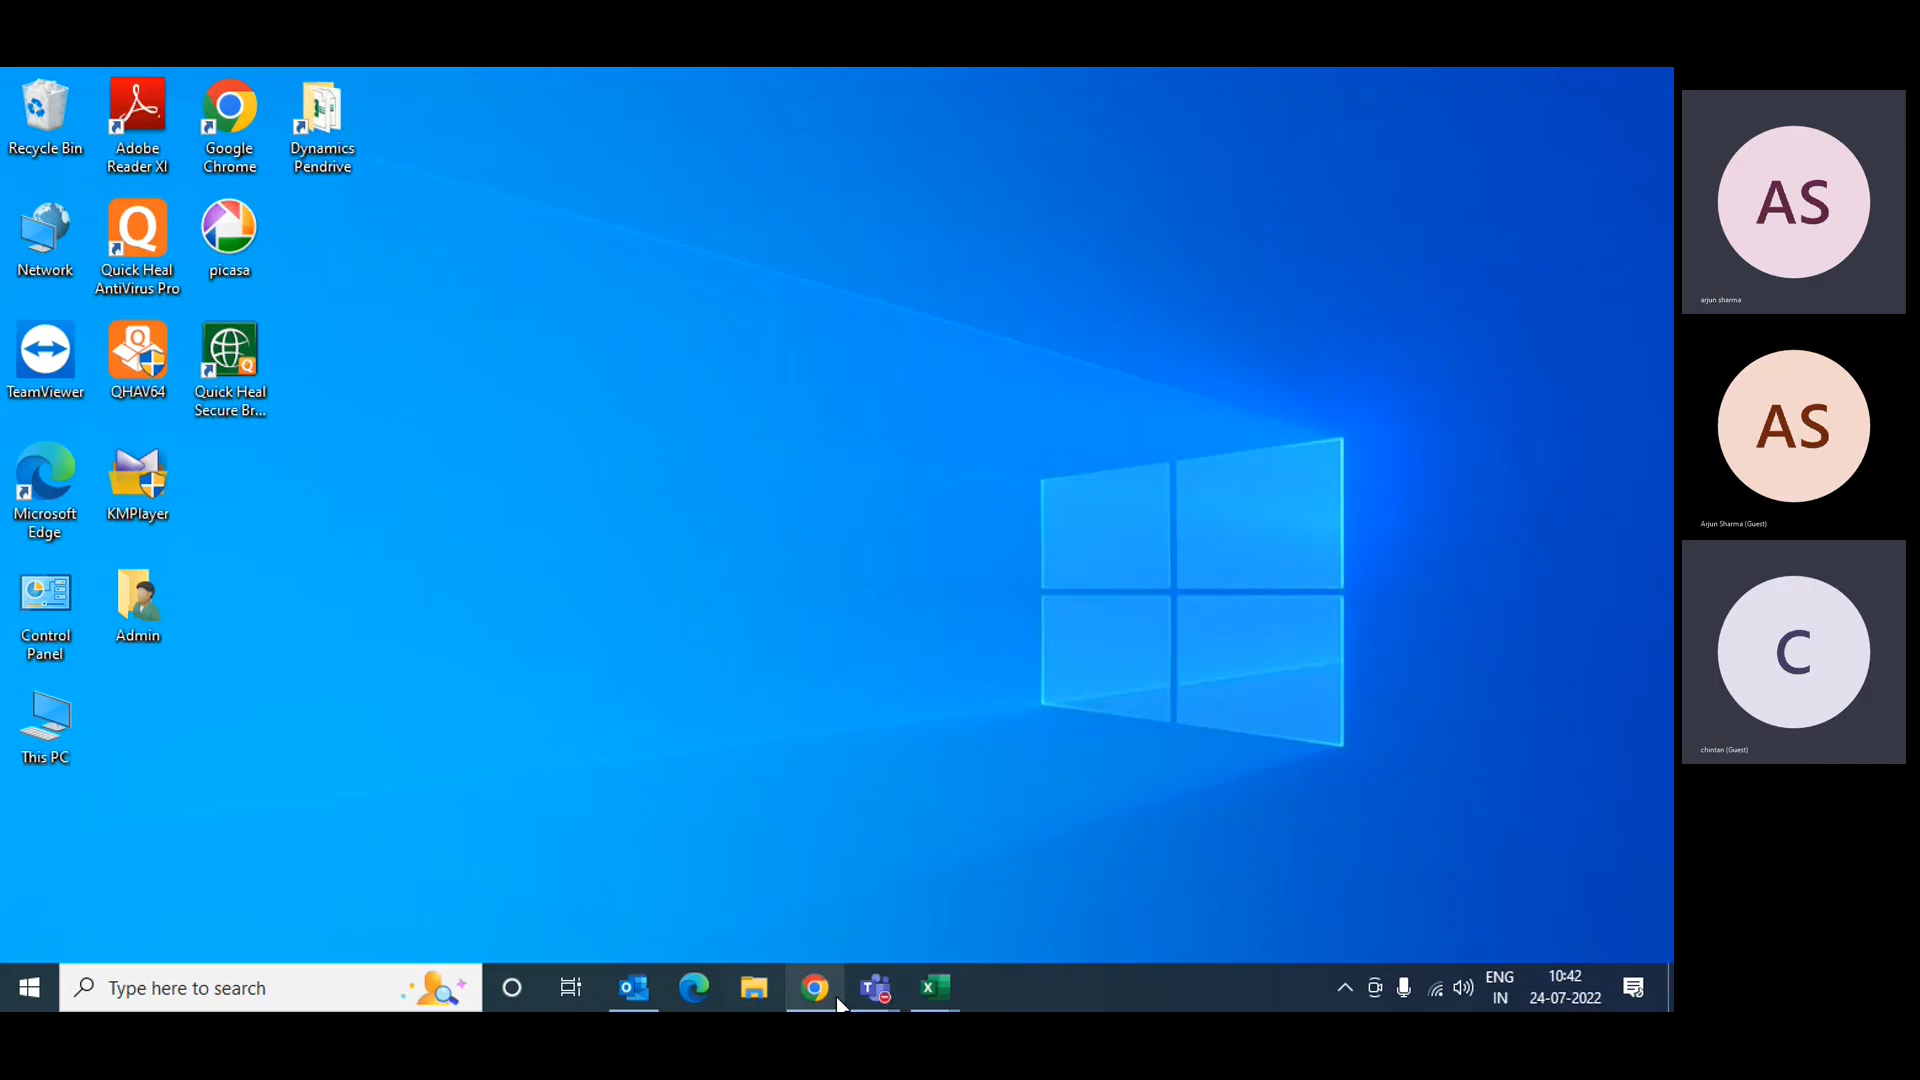 Recycle Bin
Adobe
Reader XI
Google
Chrome
Dynamics
Pendrive
Network
Quick Heal
AntiVirus Pro
picasa
TeamViewer
QHAV64
Quick Heal
Secure Br...
Microsoft
Edge
KMPlayer
Control
Panel
Admin
This PC
Type here to search
ENG
IN
10:42
24-07-2022
AS
arjun sharma
AS
Arjun Sharma (Guest)
C
chintan (Guest)